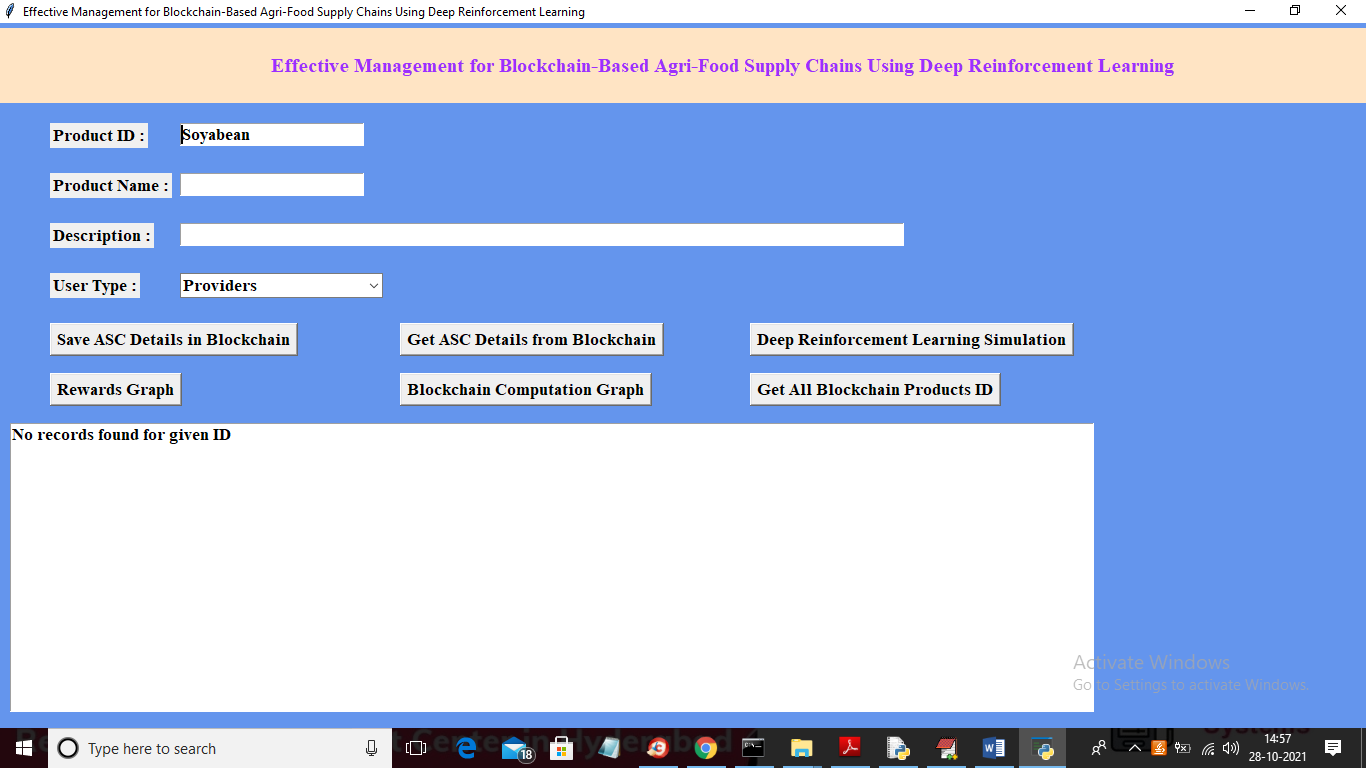 Effective Management for Blockchain-Based Agri-Food Supply Chains Using Deep Reinforcement Learning
Effective Management for Blockchain-Based Agri-Food Supply Chains Using Deep Reinforcement Learning
Product ID : Soyabean
Product Name :
Description :
User Type : Providers
Save ASC Details in Blockchain Get ASC Details from Blockchain Deep Reinforcement Learning Simulation
Rewards Graph Blockchain Computation Graph Get All Blockchain Products ID
No records found for given ID
Activate Windows
Go to Settings to activate Windows.
Type here to search
18
14:57
28-10-2021